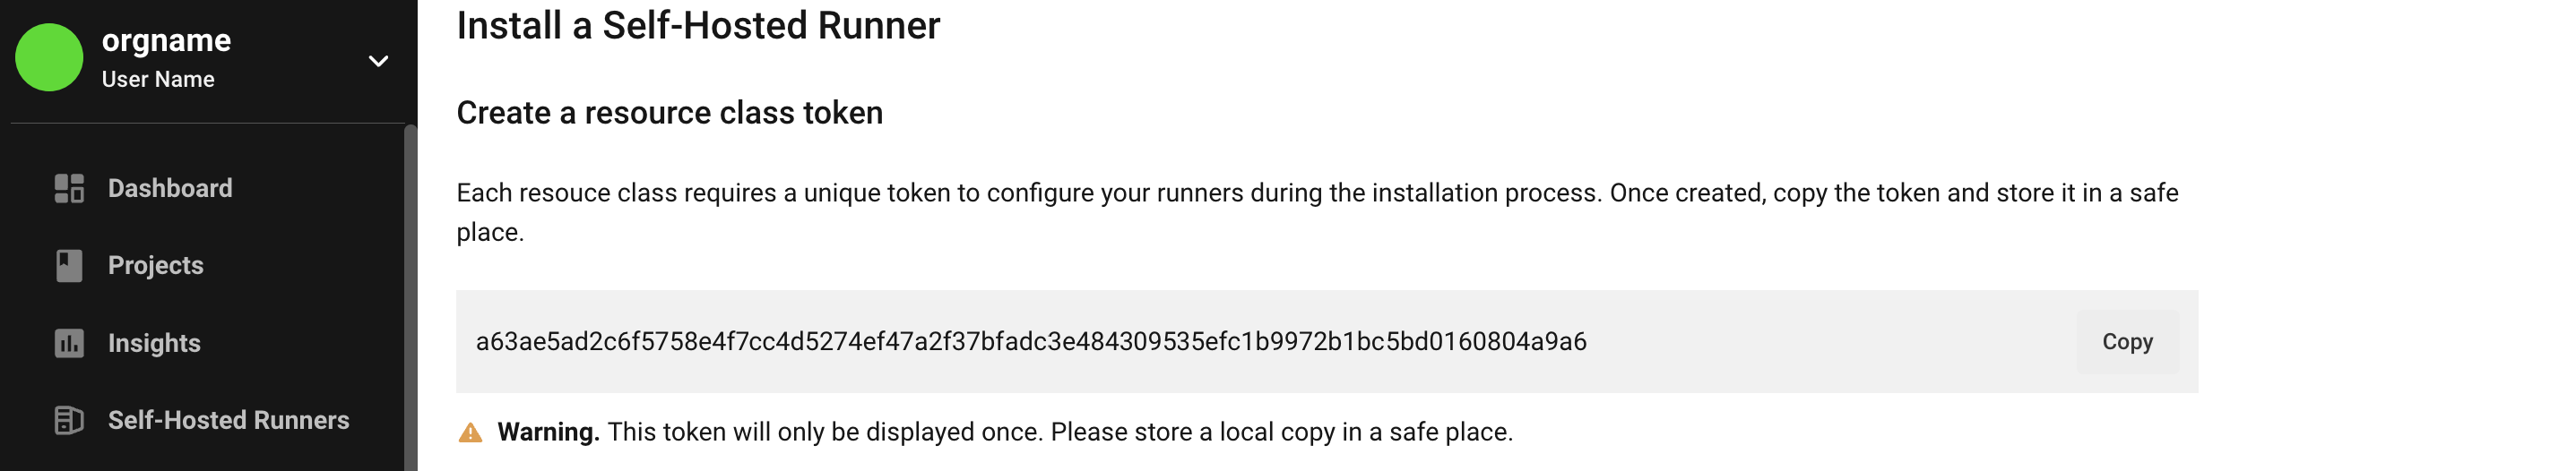 orgname
User Name
Dashboard
Projects
Insights
Self-Hosted Runners
Install a Self-Hosted Runner
Create a resource class token
Each resouce class requires a unique token to configure your runners during the installation process. Once created, copy the token and store it in a safe
place.
a63ae5ad2c6f5758e4f7cc4d5274ef47a2f37bfadc3e484309535efc1b9972b1bc5bd0160804a9a6
Copy
Warning. This token will only be displayed once. Please store a local copy in a safe place.